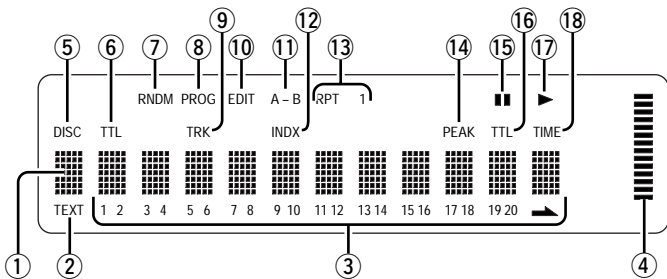 ⑨ ⑫ ⑯
⑤ ⑥ ⑦ ⑧ ⑩ ⑪ ⑬ ⑭ ⑮ ⑰ ⑱
RNDM PROG EDIT A – B RPT 1
DISC TTL TRK INDX PEAK TTL TIME
TEXT 1 2 3 4 5 6 7 8 9 10 11 12 13 14 15 16 17 18 19 20
① ② ③ ④